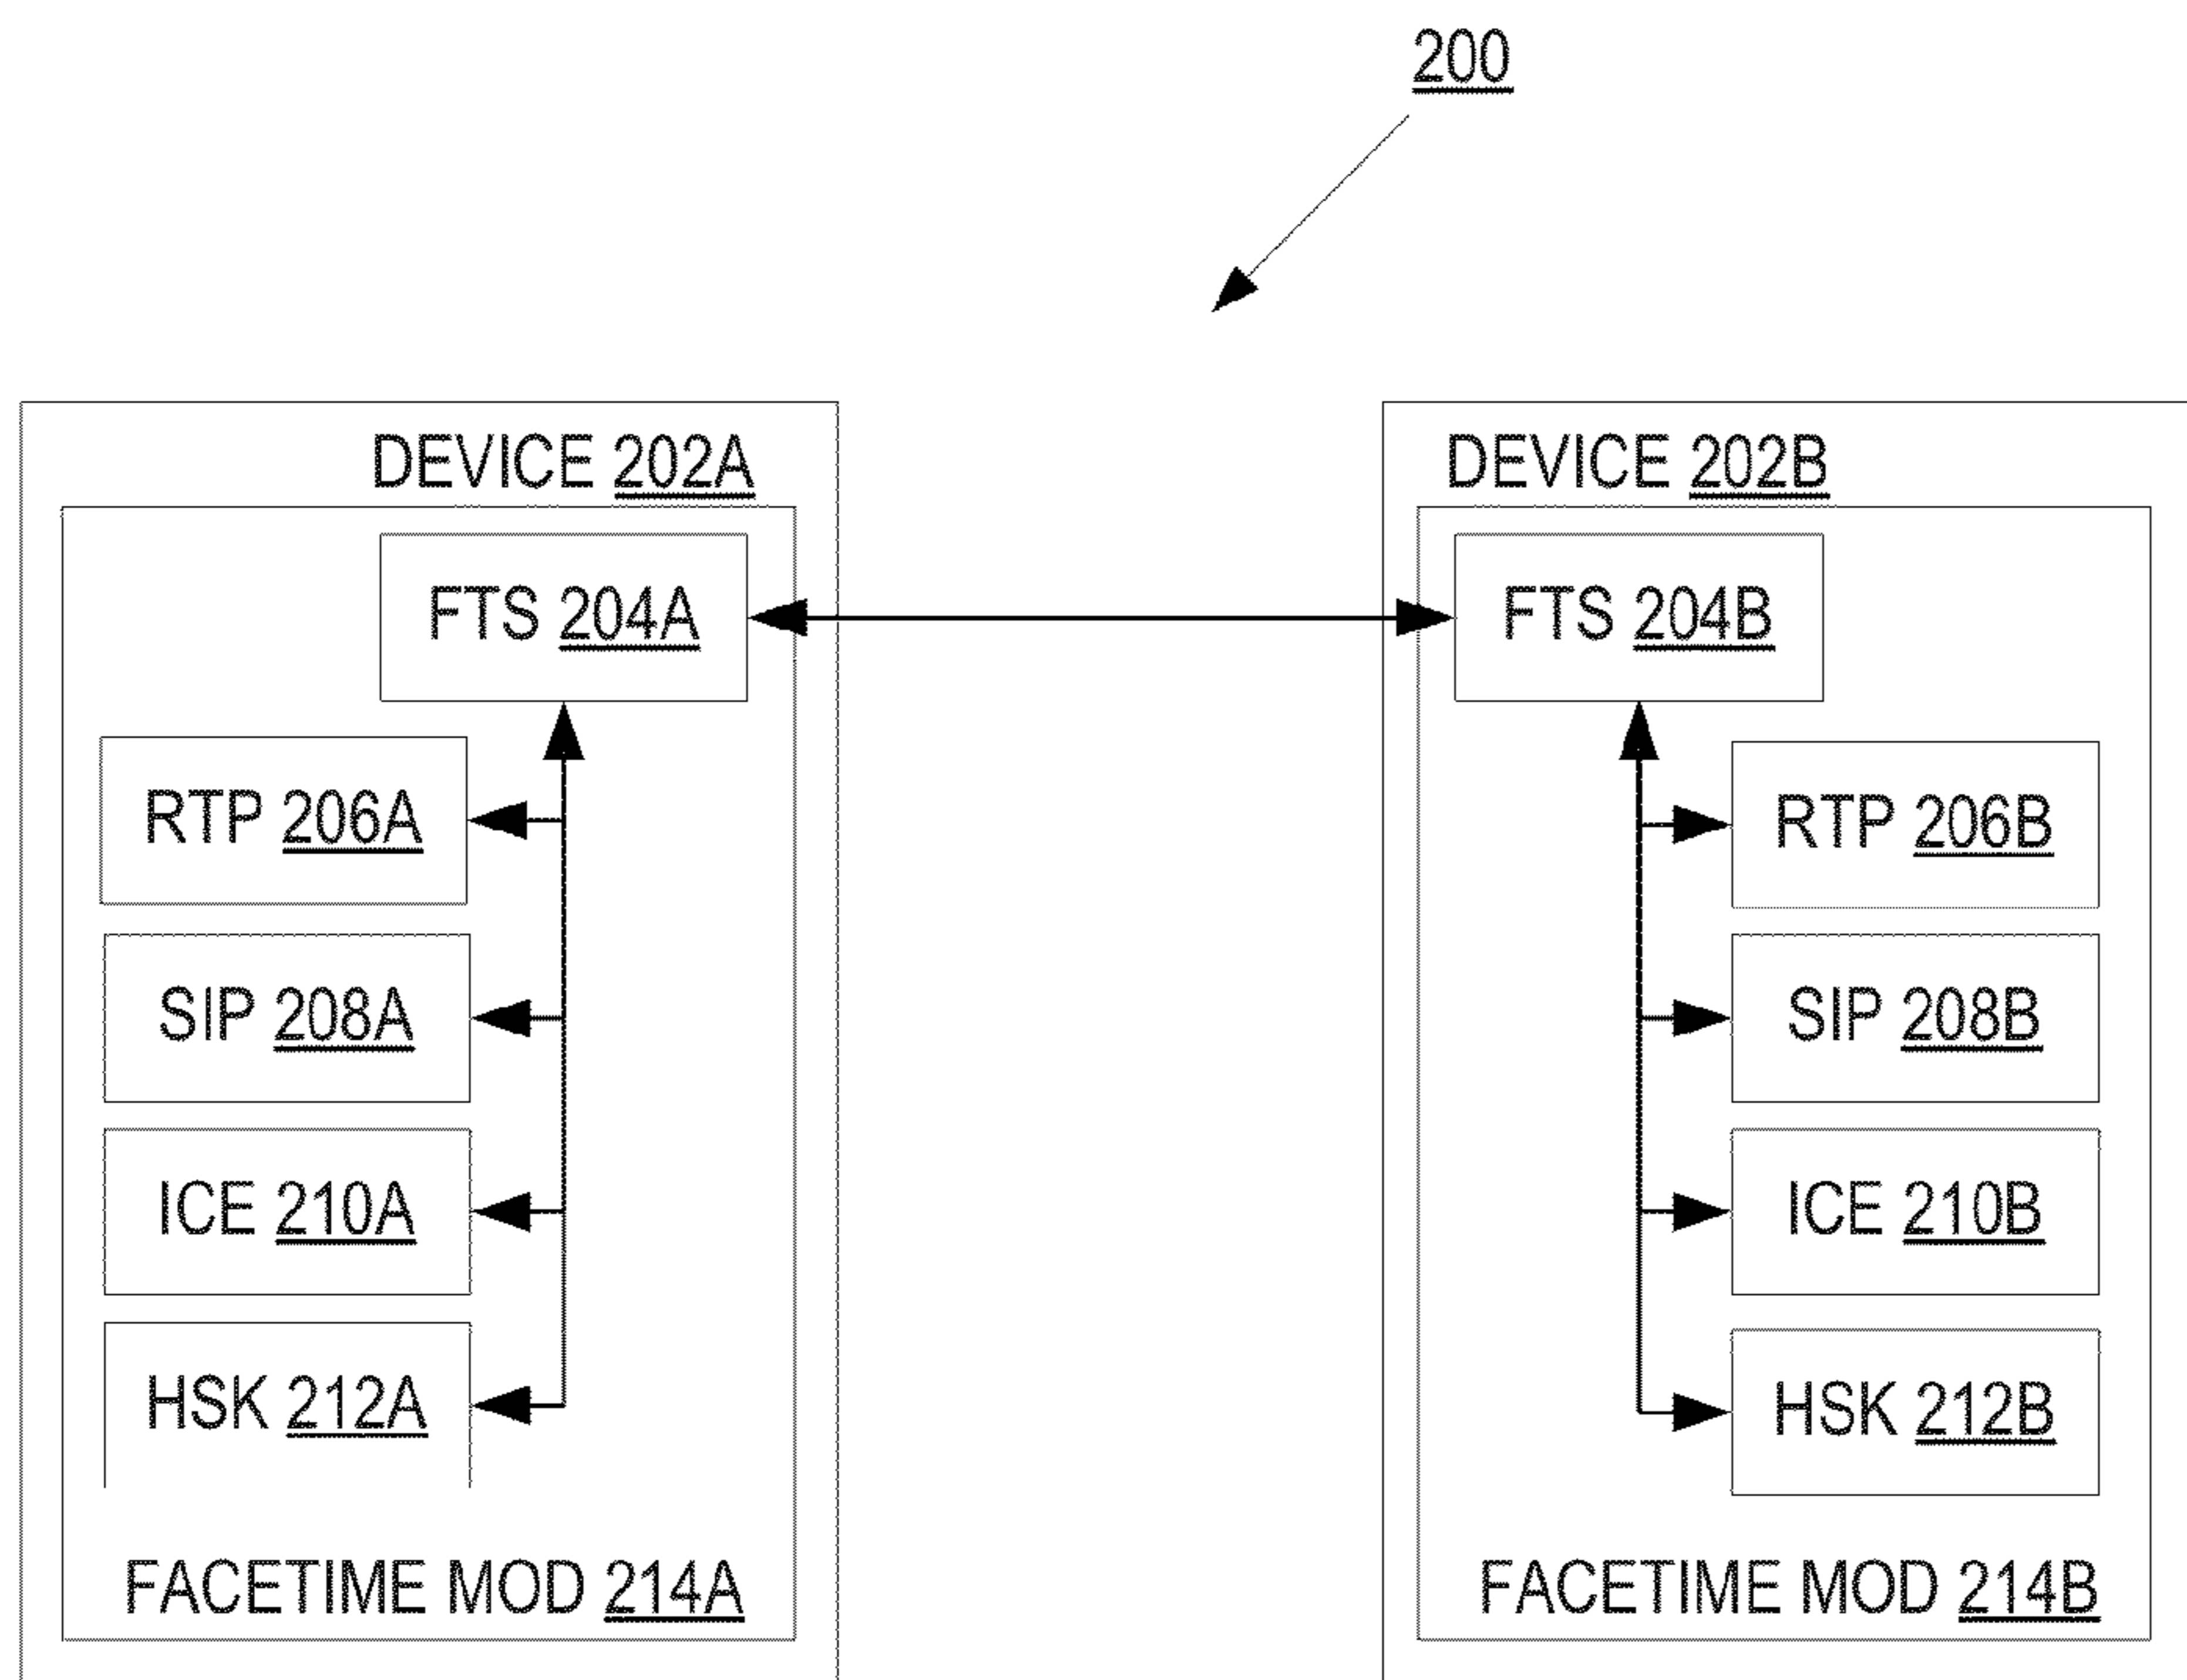 200
DEVICE 202A
FTS 204A
RTP 206A
SIP 208A
ICE 210A
HSK 212A
FACETIME MOD 214A
DEVICE 202B
FTS 204B
RTP 206B
SIP 208B
ICE 210B
HSK 212B
FACETIME MOD 214B